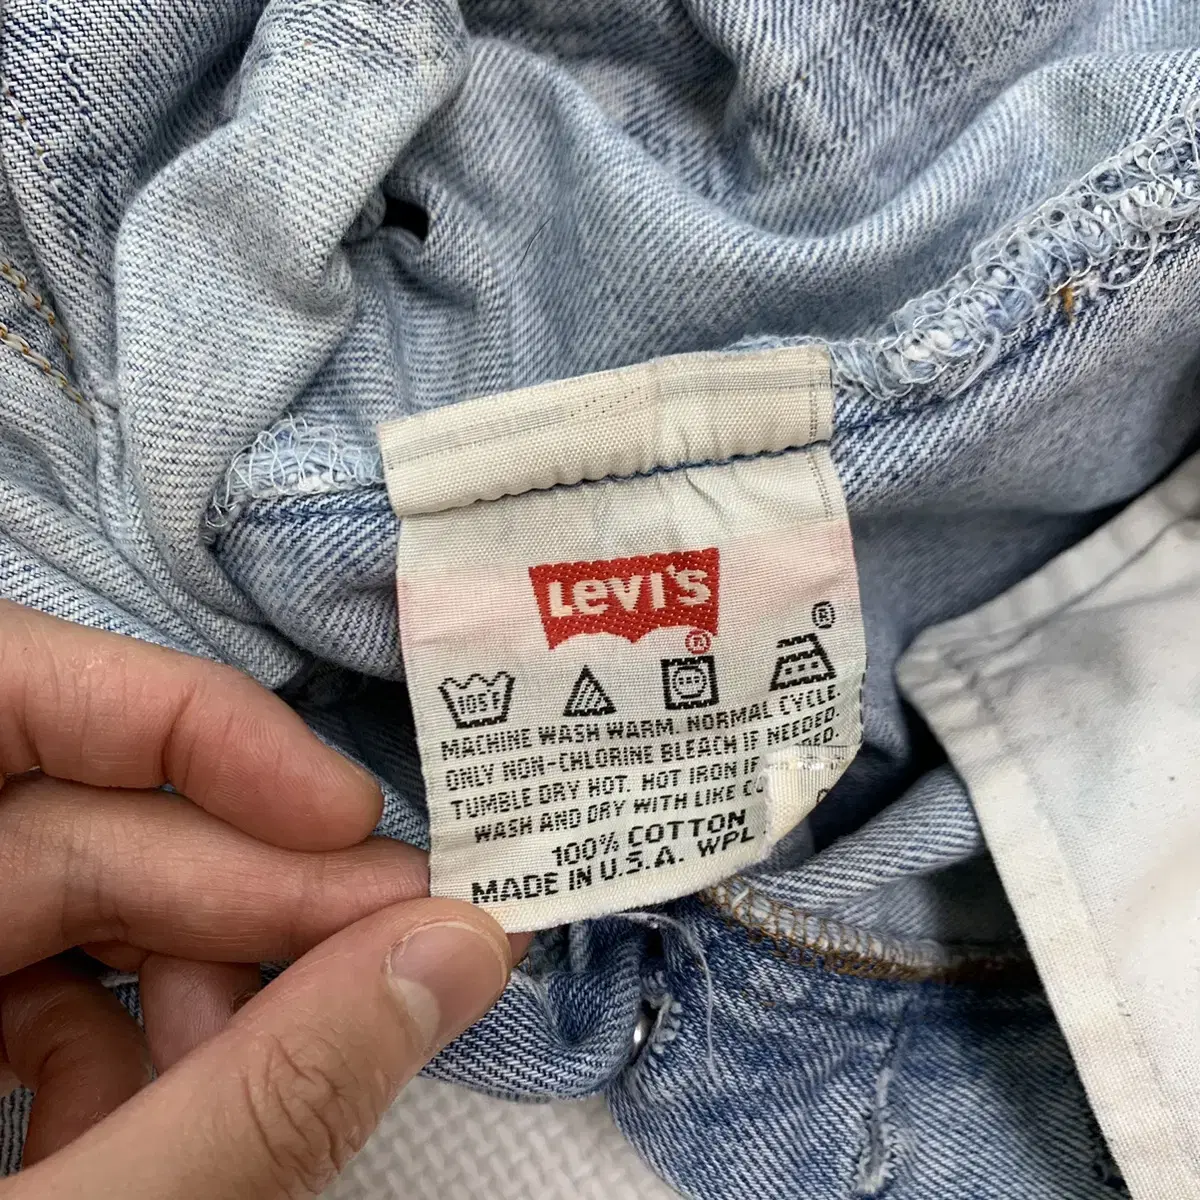 LEVI'S
®
®
105F
MACHINE WASH WARM. NORMAL CYCLE.
ONLY NON-CHLORINE BLEACH IF NEEDED.
TUMBLE DRY HOT. HOT IRON IF
WASH AND DRY WITH LIKE
100% COTTON
MADE IN U.S.A. WPL